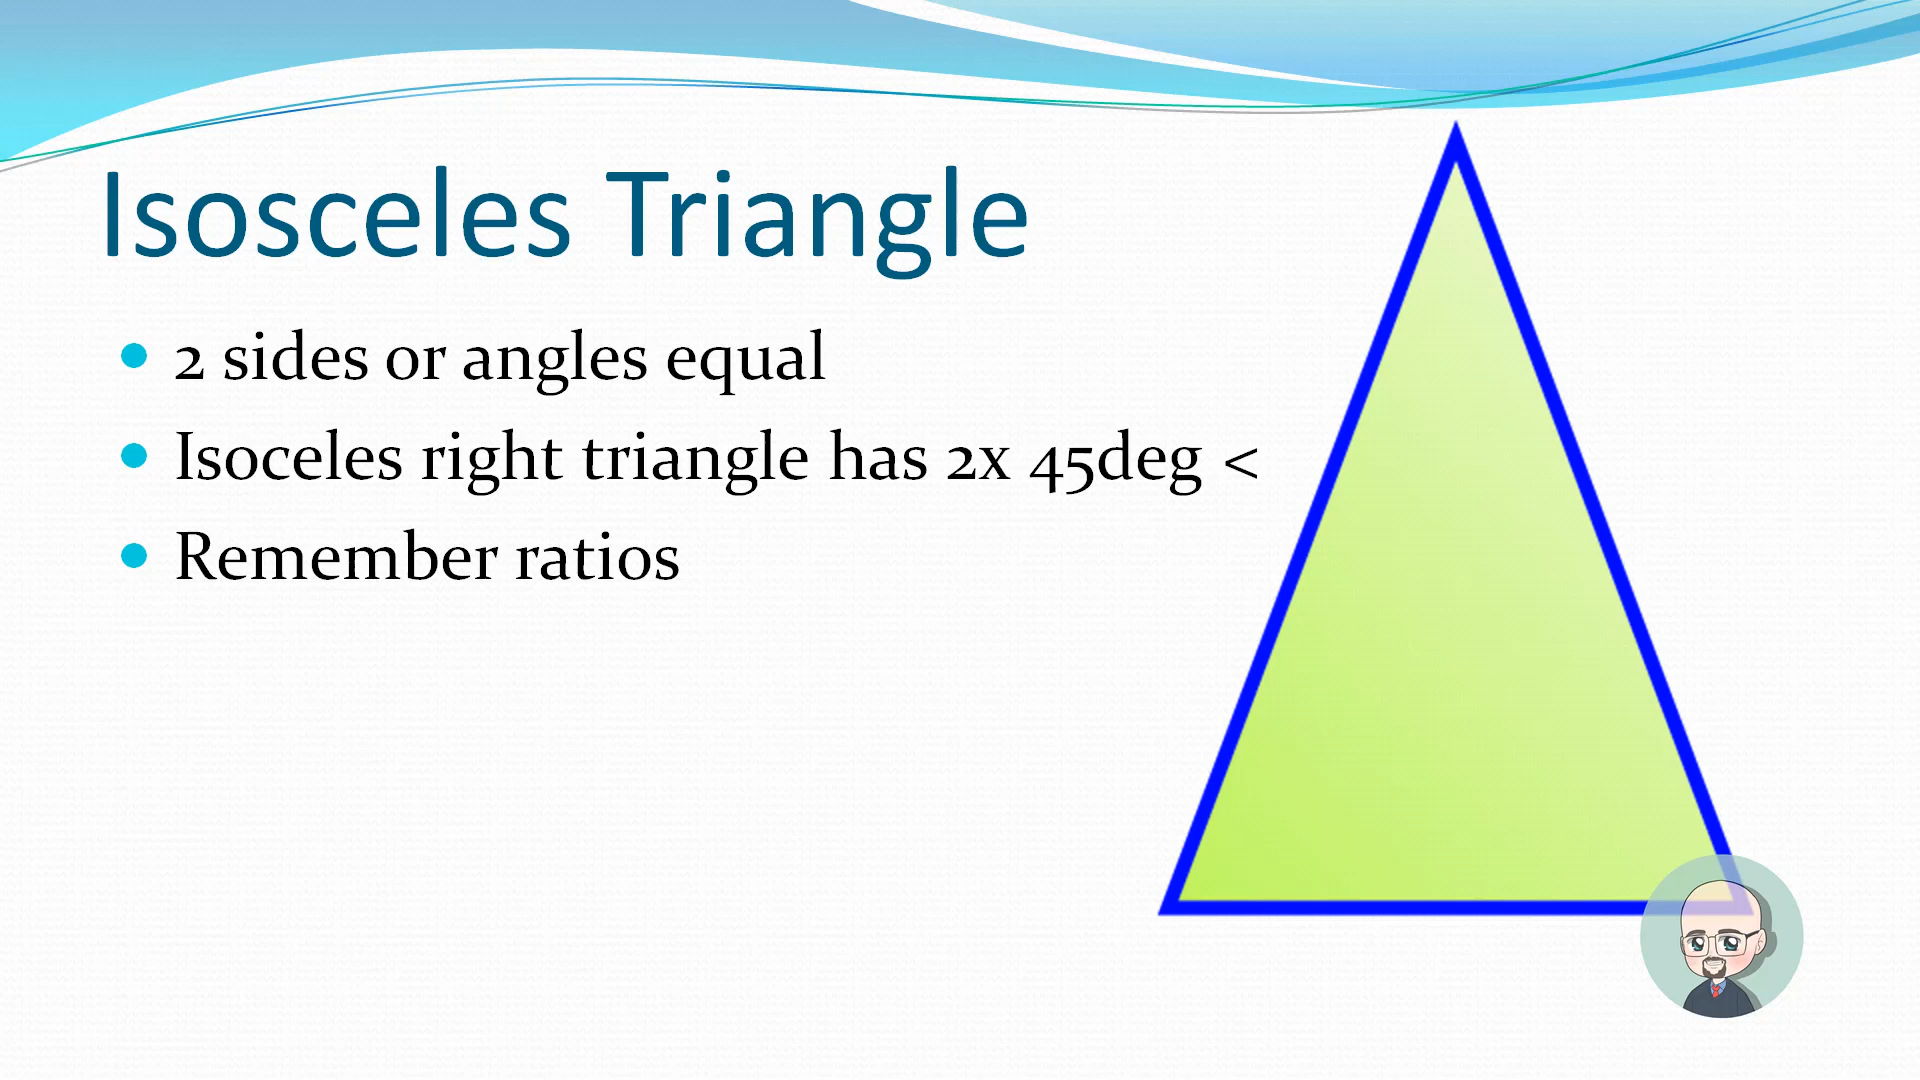 Isosceles Triangle
2 sides or angles equal
Isoceles right triangle has 2x 45deg <
Remember ratios